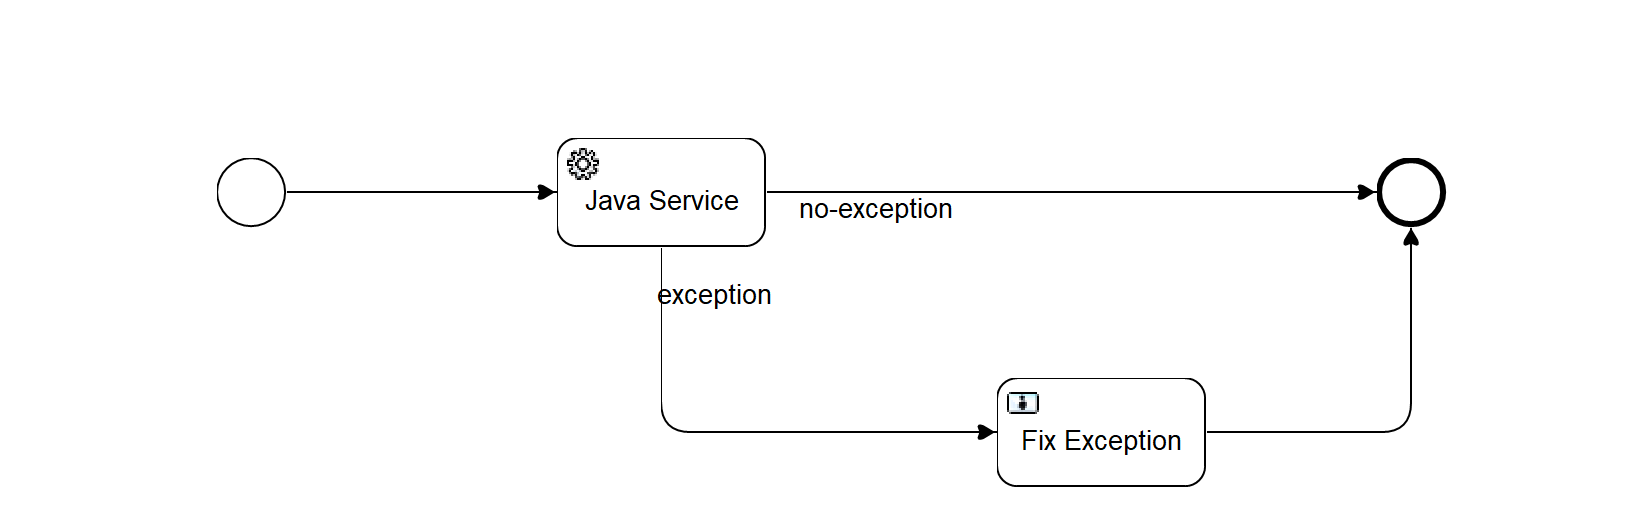 Java Service
no-exception
exception
Fix Exception